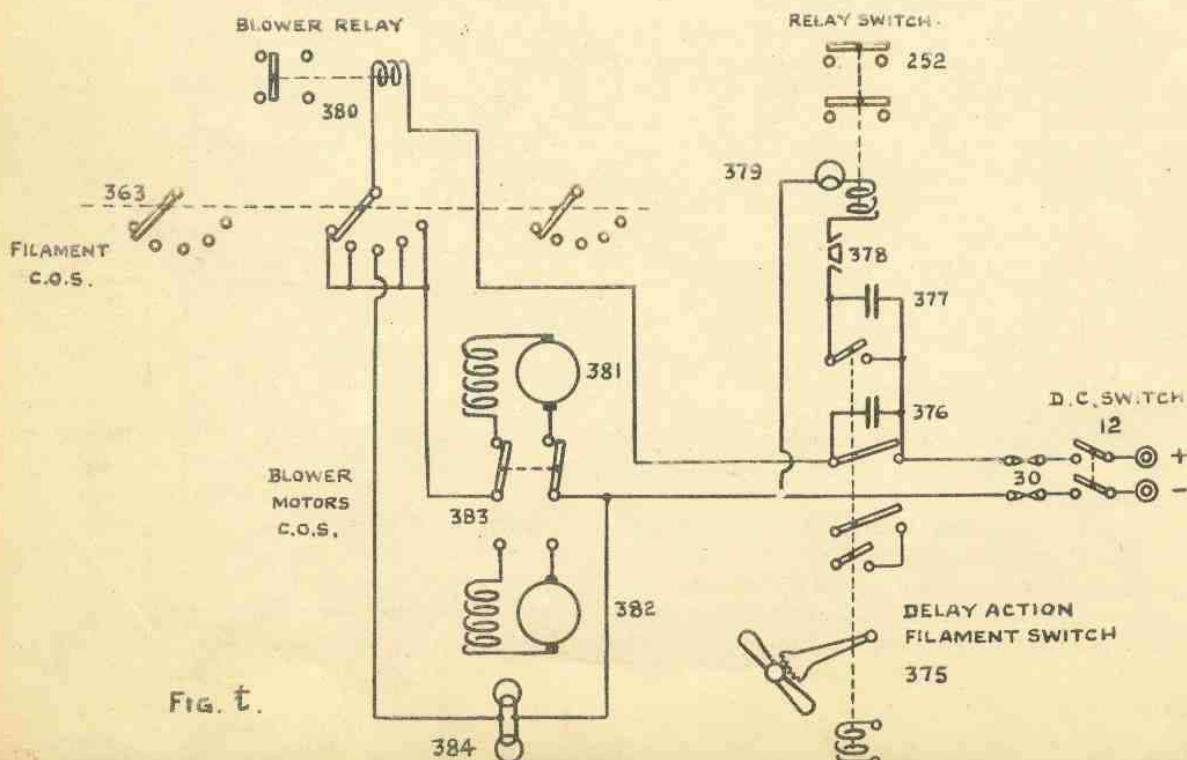 BLOWER RELAY
380
RELAY SWITCH.
252
379
363
FILAMENT
C.O.S.
378
377
381
376
D.C. SWITCH
12
+
30
-
BLOWER
MOTORS
C.O.S.
383
382
DELAY ACTION
FILAMENT SWITCH
375
FIG. t.
384